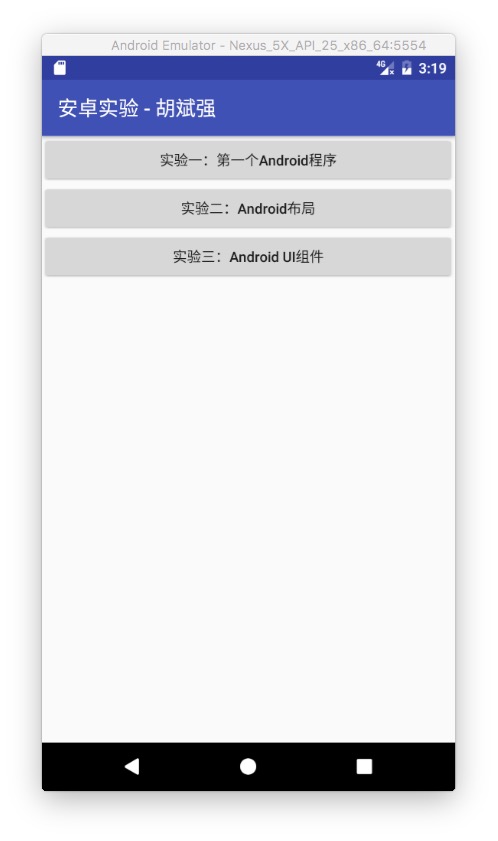 Android Emulator - Nexus_5X_API_25_x86_64:5554
4G 3:19
安卓实验 - 胡斌强
实验一：第一个Android程序
实验二：Android布局
实验三：Android UI组件